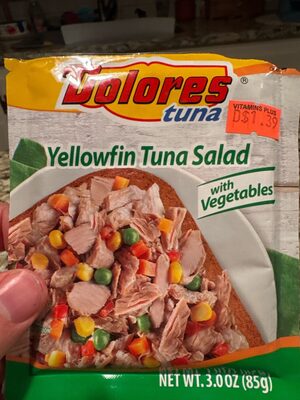 Dolores®
tuna
VITAMINS PLUS
D$1.39
Yellowfin Tuna Salad
with
Vegetables
NET WT. 3.0 OZ (85g)